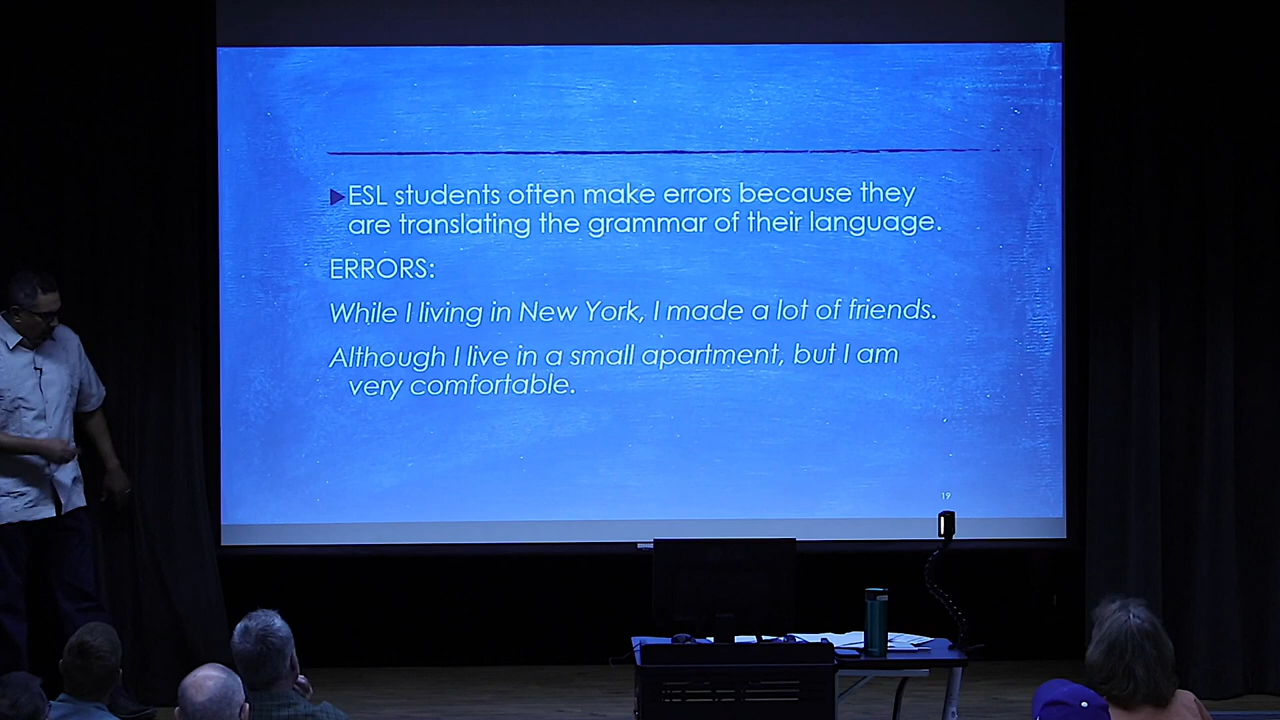 ▶ESL students often make errors because they
are translating the grammar of their language.
ERRORS:
While I living in New York, I made a lot of friends.
Although I live in a small apartment, but I am
very comfortable.
19